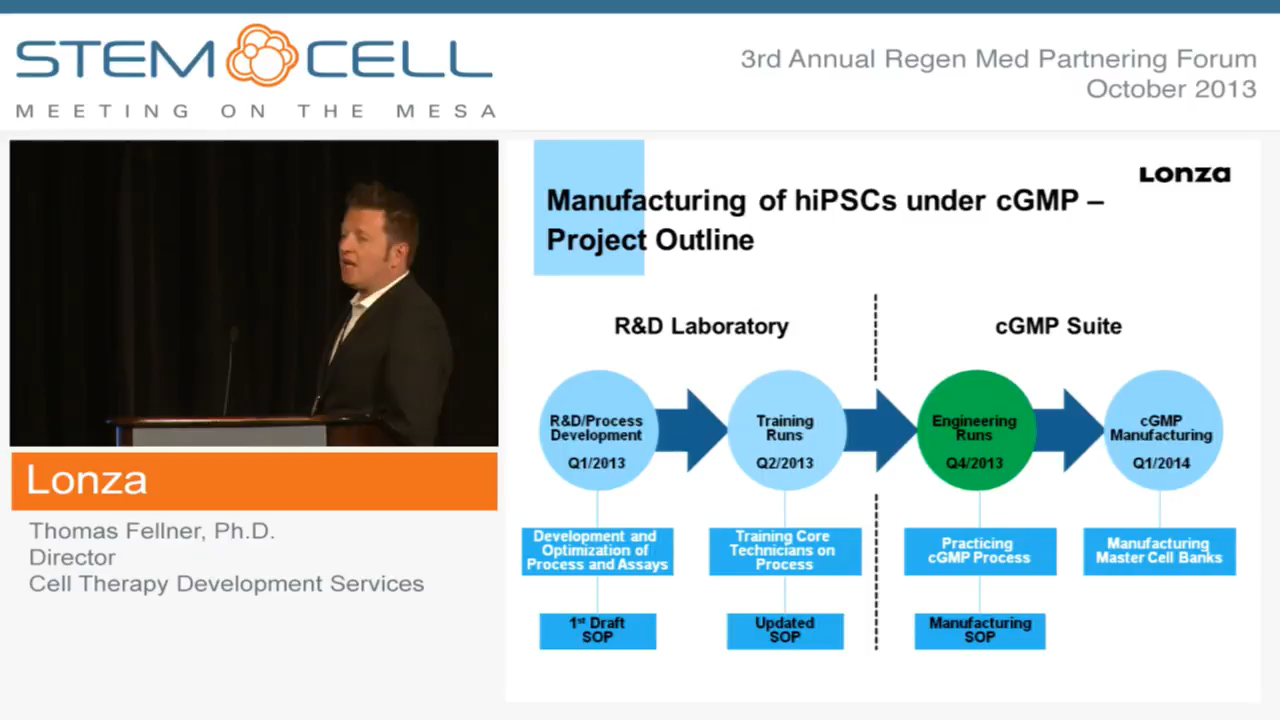 STEM CELL
MEETING ON THE MESA
3rd Annual Regen Med Partnering Forum
October 2013
Lonza
Thomas Fellner, Ph.D.
Director
Cell Therapy Development Services
Lonza
Manufacturing of hiPSCs under cGMP –
Project Outline
R&D Laboratory
cGMP Suite
R&D/Process
Development
Q1/2013
Training
Runs
Q2/2013
Engineering
Runs
Q4/2013
cGMP
Manufacturing
Q1/2014
Development and
Optimization of
Process and Assays
Training Core
Technicians on
Process
Practicing
cGMP Process
Manufacturing
Master Cell Banks
1st Draft
SOP
Updated
SOP
Manufacturing
SOP